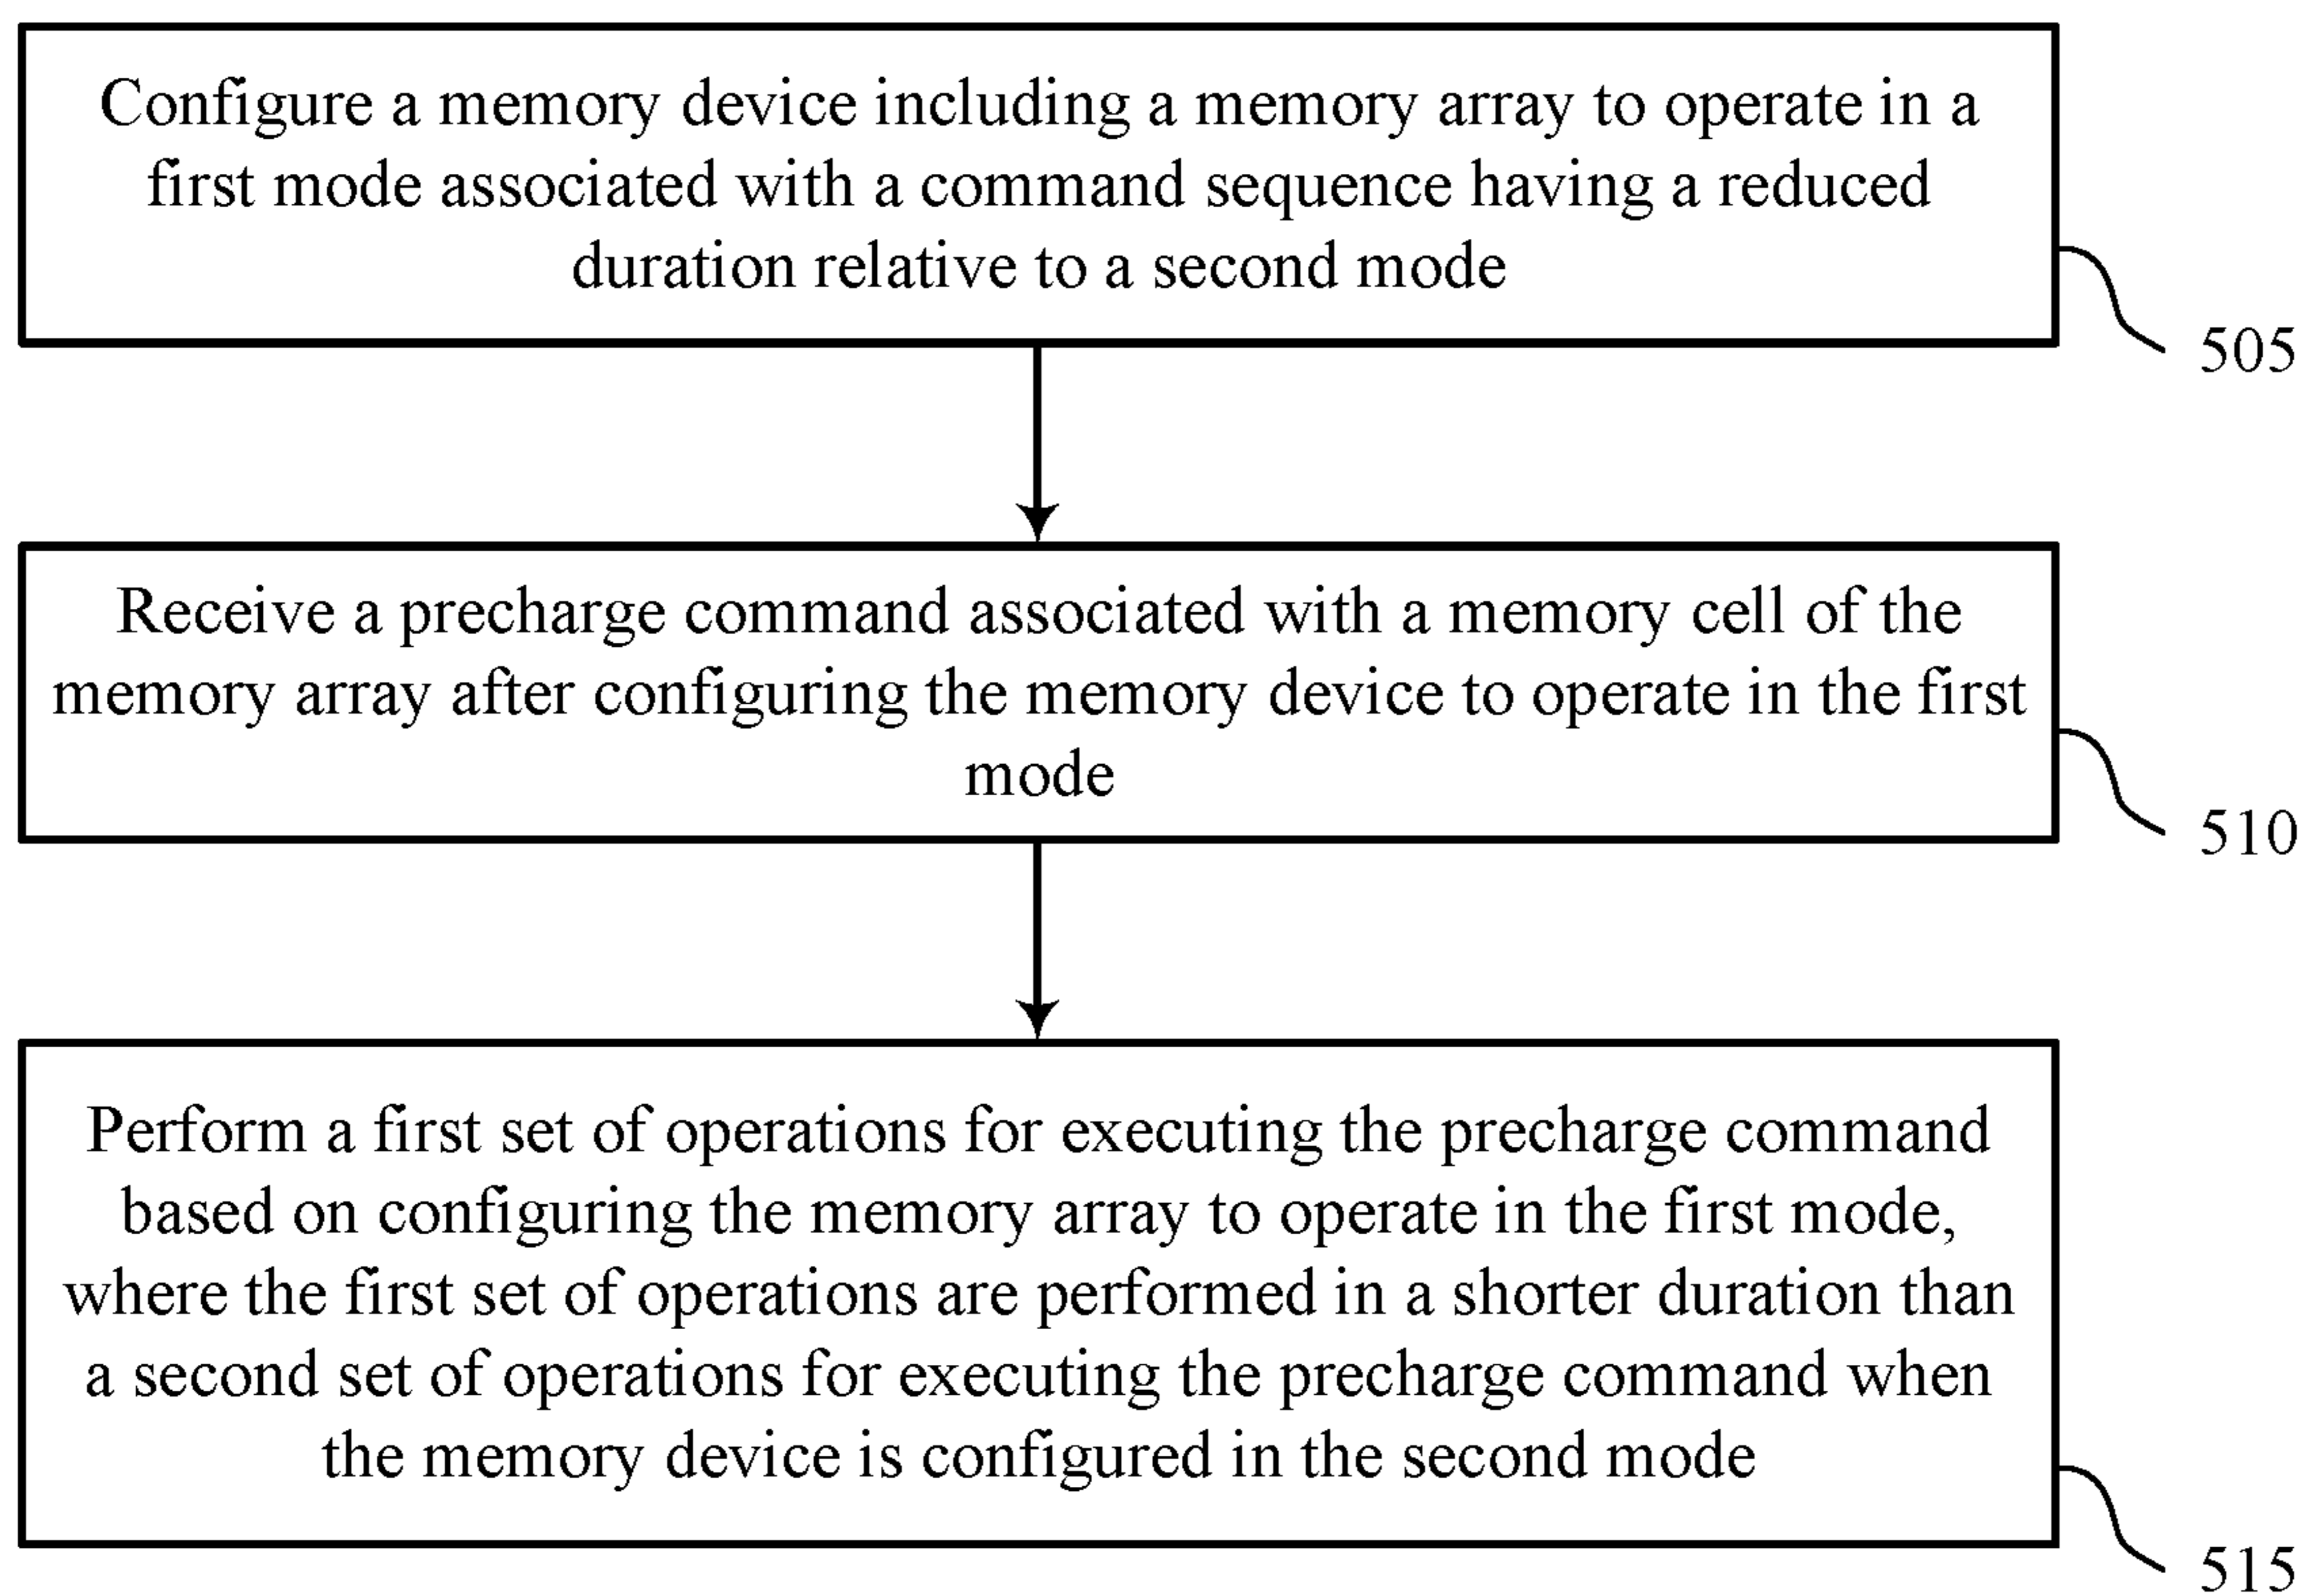 Configure a memory device including a memory array to operate in a
first mode associated with a command sequence having a reduced
duration relative to a second mode
505
Receive a precharge command associated with a memory cell of the
memory array after configuring the memory device to operate in the first
mode
510
Perform a first set of operations for executing the precharge command
based on configuring the memory array to operate in the first mode,
where the first set of operations are performed in a shorter duration than
a second set of operations for executing the precharge command when
the memory device is configured in the second mode
515